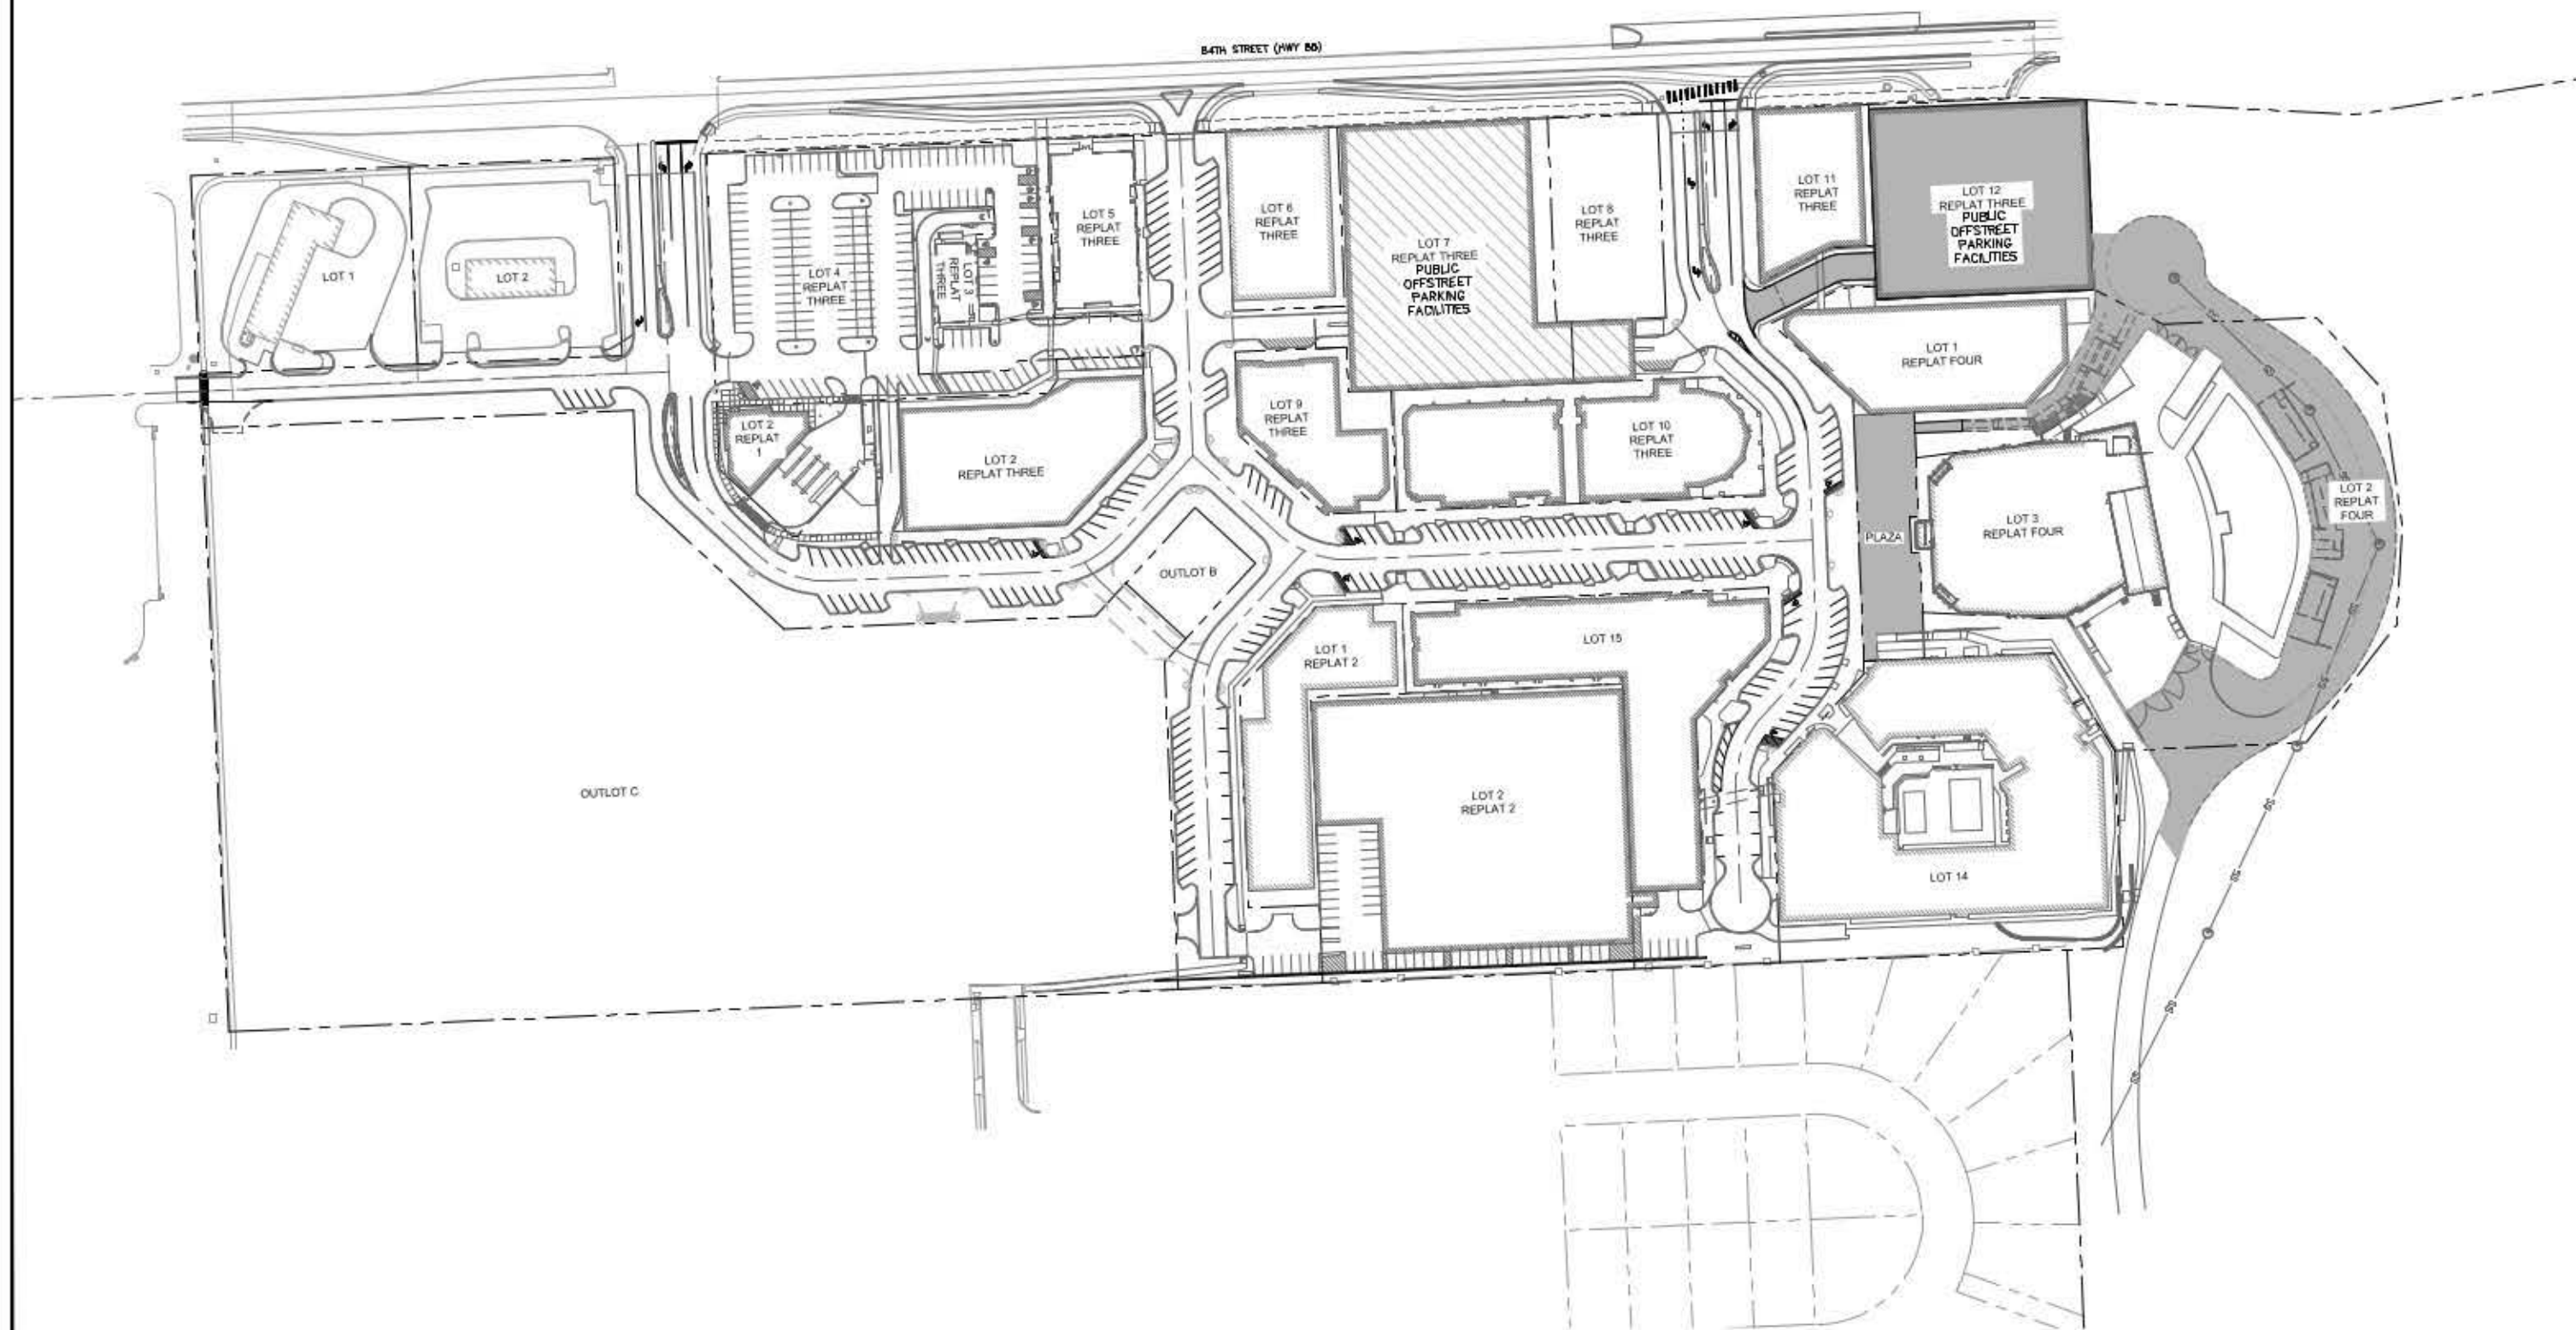 84TH STREET (HWY 85)
LOT 1
LOT 2
LOT 4
REPLAT
THREE
LOT 3
REPLAT
THREE
LOT 5
REPLAT
THREE
LOT 6
REPLAT
THREE
LOT 7
REPLAT THREE
PUBLIC
OFFSTREET
PARKING
FACILITIES
LOT 8
REPLAT
THREE
LOT 11
REPLAT
THREE
LOT 12
REPLAT THREE
PUBLIC
OFFSTREET
PARKING
FACILITIES
LOT 1
REPLAT FOUR
LOT 2
REPLAT
1
LOT 2
REPLAT THREE
LOT 9
REPLAT
THREE
LOT 10
REPLAT
THREE
PLAZA
LOT 3
REPLAT FOUR
LOT 2
REPLAT
FOUR
OUTLOT B
LOT 1
REPLAT 2
LOT 15
OUTLOT C
LOT 2
REPLAT 2
LOT 14